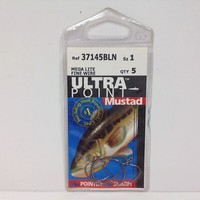 Ref 37145BLN Sz 1
MEGA LITE
FINE WIRE QTY 5
ULTRA
POINT
Mustad